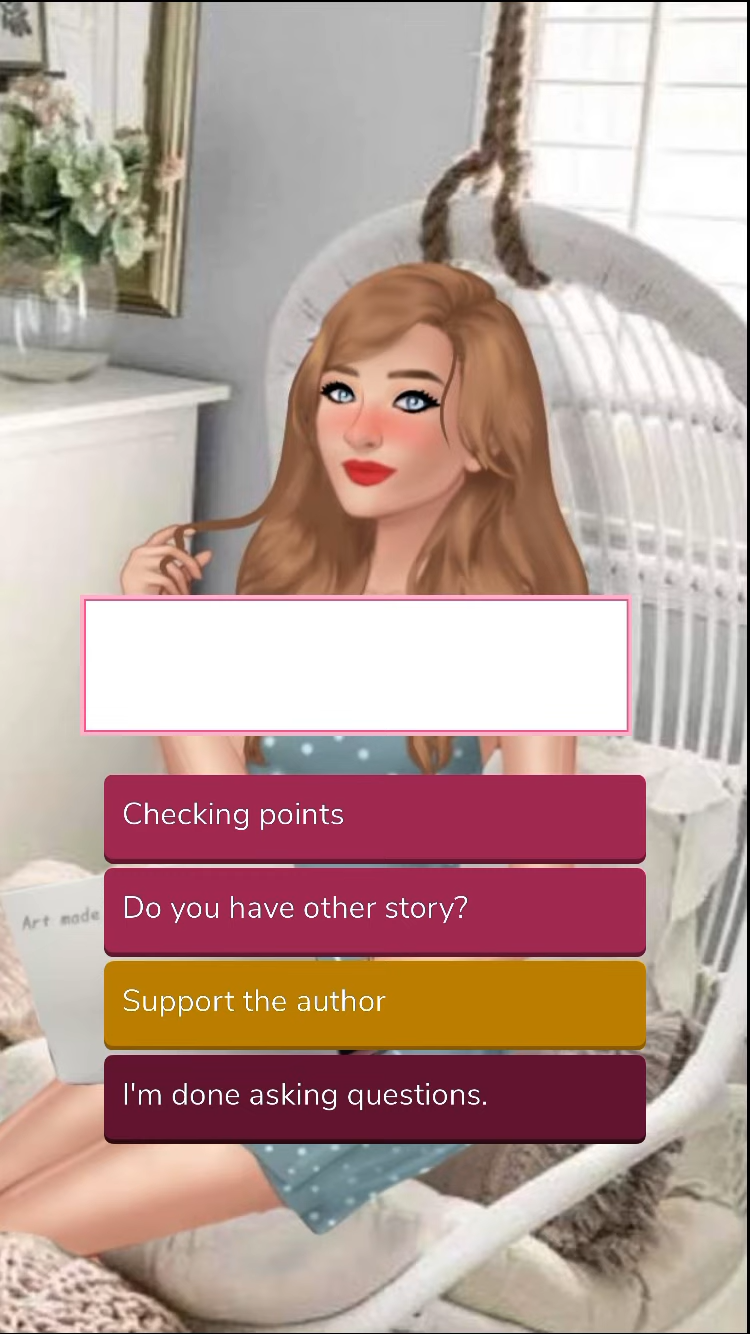 Art made
Checking points
Do you have other story?
Support the author
I'm done asking questions.